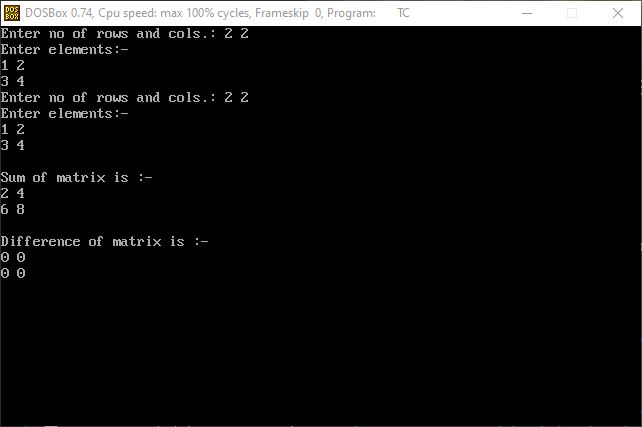 DOS BOX DOSBox 0.74, Cpu speed: max 100% cycles, Frameskip 0, Program: TC
Enter no of rows and cols.: 2 2
Enter elements:-
1 2
3 4
Enter no of rows and cols.: 2 2
Enter elements:-
1 2
3 4
Sum of matrix is :-
2 4
6 8
Difference of matrix is :-
0 0
0 0